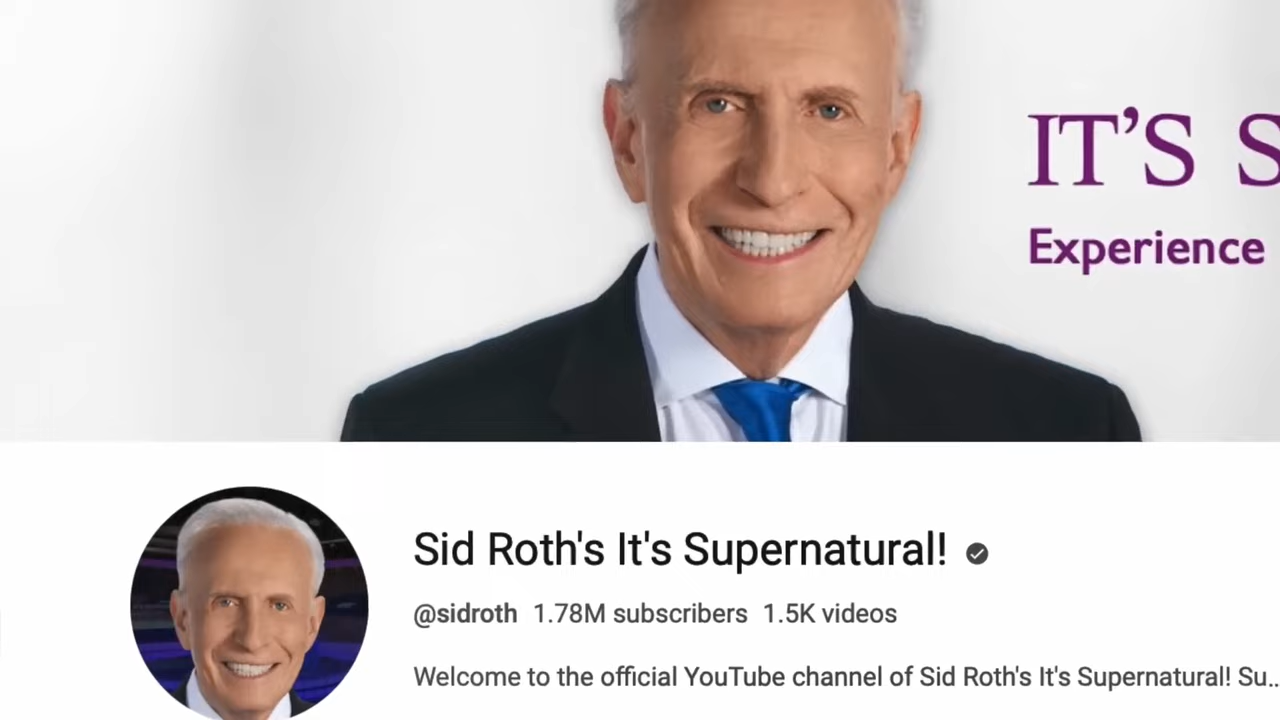 IT'S S
Experience
Sid Roth's It's Supernatural!
@sidroth 1.78M subscribers 1.5K videos
Welcome to the official YouTube channel of Sid Roth's It's Supernatural! Su...